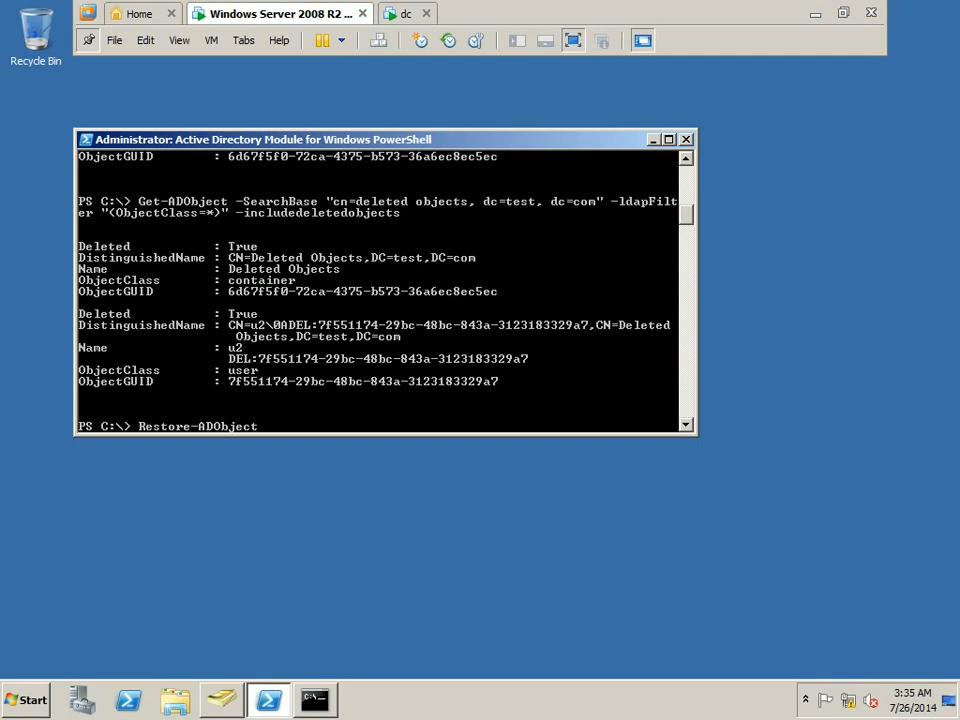 Home
Windows Server 2008 R2 ...
dc
File Edit View VM Tabs Help
Recycle Bin
Administrator: Active Directory Module for Windows PowerShell
ObjectGUID : 6d67f5f0-72ca-4375-b573-36a6ec8ec5ec
PS C:\> Get-ADObject -SearchBase "cn=deleted objects, dc=test, dc=com" -ldapFilt
er "(ObjectClass=*)" -includedeletedobjects
Deleted : True
DistinguishedName : CN=Deleted Objects,DC=test,DC=com
Name : Deleted Objects
ObjectClass : container
ObjectGUID : 6d67f5f0-72ca-4375-b573-36a6ec8ec5ec
Deleted : True
DistinguishedName : CN=u2\0ADEL:7f551174-29bc-48bc-843a-3123183329a7,CN=Deleted
Objects,DC=test,DC=com
Name : u2
DEL:7f551174-29bc-48bc-843a-3123183329a7
ObjectClass : user
ObjectGUID : 7f551174-29bc-48bc-843a-3123183329a7
PS C:\> Restore-ADObject
Start
3:35 AM
7/26/2014